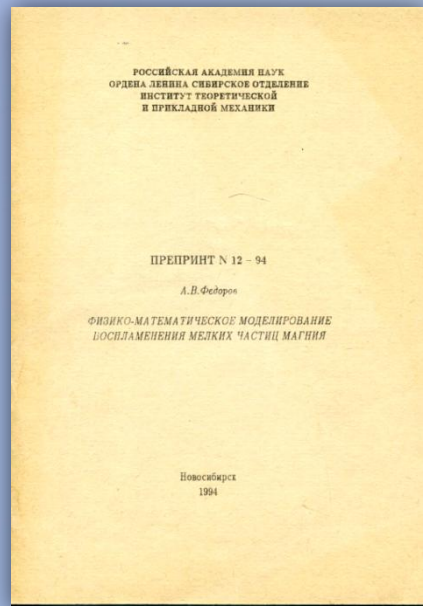 РОССИЙСКАЯ АКАДЕМИЯ НАУК
ОРДЕНА ЛЕНИНА СИБИРСКОЕ ОТДЕЛЕНИЕ
ИНСТИТУТ ТЕОРЕТИЧЕСКОЙ
И ПРИКЛАДНОЙ МЕХАНИКИ
ПРЕПРИНТ N 12 – 94
А.В.Федоров
ФИЗИКО-МАТЕМАТИЧЕСКОЕ МОДЕЛИРОВАНИЕ
ВОСПЛАМЕНЕНИЯ МЕЛКИХ ЧАСТИЦ МАГНИЯ
Новосибирск
1994